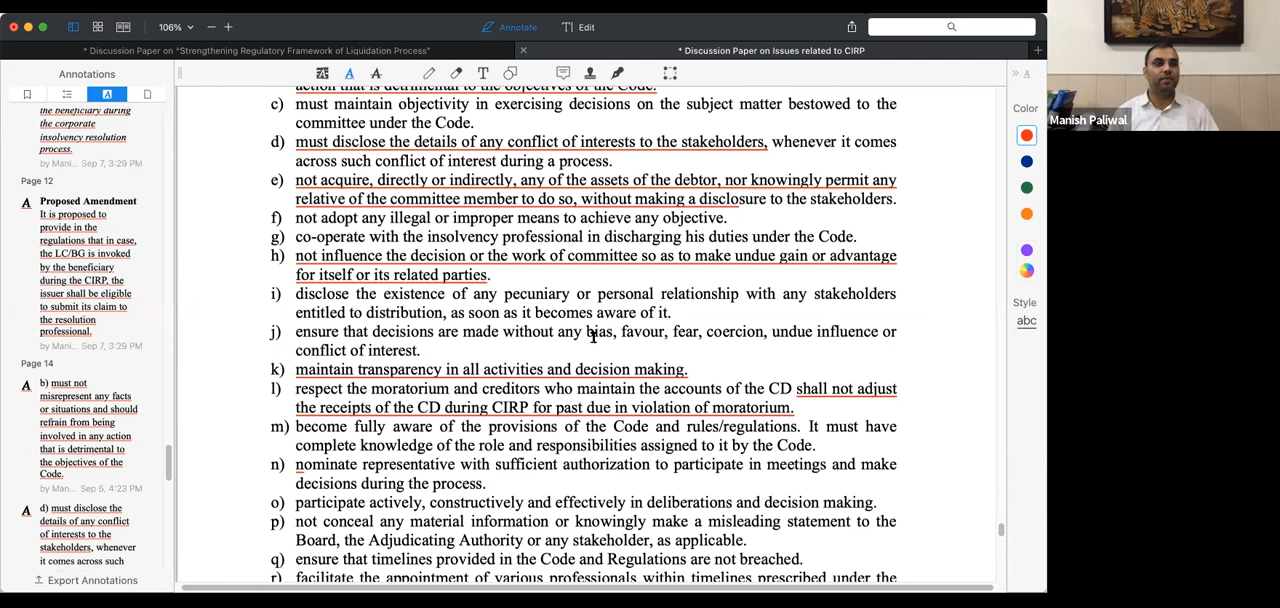 106%
Annotate
Edit
* Discussion Paper on "Strengthening Regulatory Framework of Liquidation Process"
* Discussion Paper on Issues related to CIRP
Annotations
the beneficiary during
the corporate
insolvency resolution
process.
by Mani... Sep 7, 3:29 PM
Page 12
Proposed Amendment
It is proposed to
provide in the
regulations that in case,
the LC/BG is invoked
by the beneficiary
during the CIRP, the
issuer shall be eligible
to submit its claim to
the resolution
professional.
by Mani... Sep 7, 3:29 PM
Page 14
b) must not
misrepresent any facts
or situations and should
refrain from being
involved in any action
that is detrimental to
the objectives of the
Code.
by Man... Sep 5, 4:23 PM
d) must disclose the
details of any conflict
of interests to the
stakeholders, whenever
it comes across such
Export Annotations
action that is detrimental to the objectives of the Code.
c) must maintain objectivity in exercising decisions on the subject matter bestowed to the
committee under the Code.
d) must disclose the details of any conflict of interests to the stakeholders, whenever it comes
across such conflict of interest during a process.
e) not acquire, directly or indirectly, any of the assets of the debtor, nor knowingly permit any
relative of the committee member to do so, without making a disclosure to the stakeholders.
f) not adopt any illegal or improper means to achieve any objective.
g) co-operate with the insolvency professional in discharging his duties under the Code.
h) not influence the decision or the work of committee so as to make undue gain or advantage
for itself or its related parties.
i) disclose the existence of any pecuniary or personal relationship with any stakeholders
entitled to distribution, as soon as it becomes aware of it.
j) ensure that decisions are made without any bias, favour, fear, coercion, undue influence or
conflict of interest.
k) maintain transparency in all activities and decision making.
l) respect the moratorium and creditors who maintain the accounts of the CD shall not adjust
the receipts of the CD during CIRP for past due in violation of moratorium.
m) become fully aware of the provisions of the Code and rules/regulations. It must have
complete knowledge of the role and responsibilities assigned to it by the Code.
n) nominate representative with sufficient authorization to participate in meetings and make
decisions during the process.
o) participate actively, constructively and effectively in deliberations and decision making.
p) not conceal any material information or knowingly make a misleading statement to the
Board, the Adjudicating Authority or any stakeholder, as applicable.
q) ensure that timelines provided in the Code and Regulations are not breached.
r) facilitate the appointment of various professionals within timelines prescribed under the
Color
Style
abc
Manish Paliwal